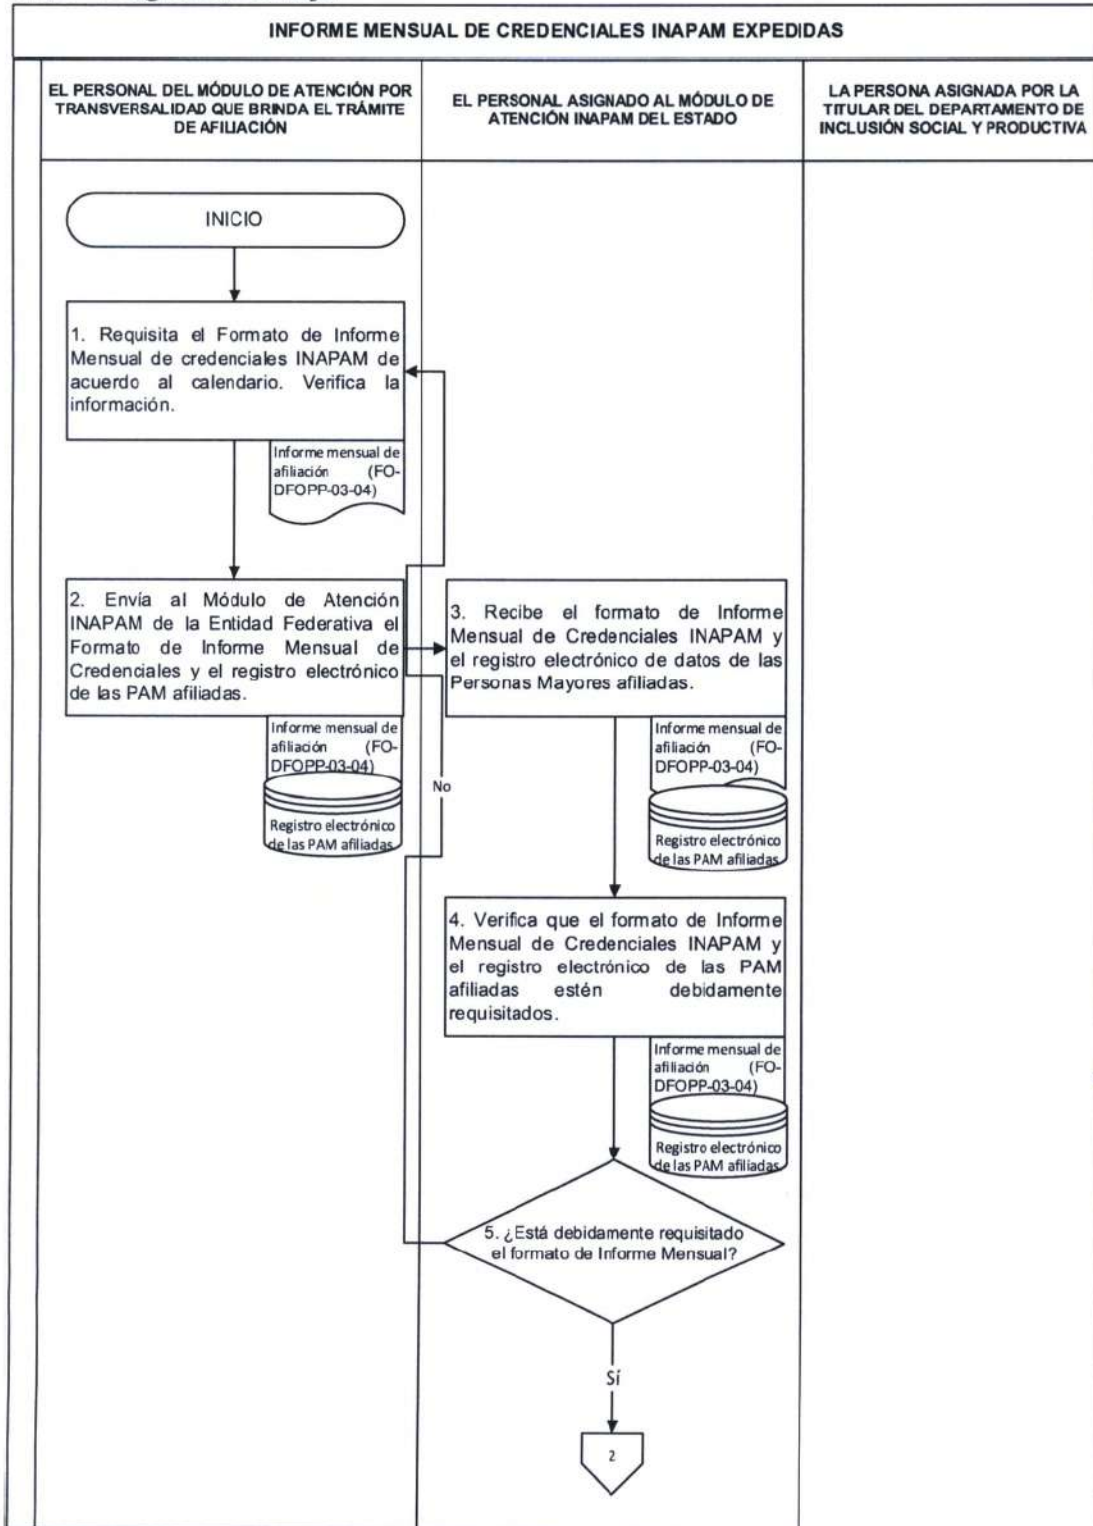 INFORME MENSUAL DE CREDENCIALES INAPAM EXPEDIDAS
EL PERSONAL DEL MÓDULO DE ATENCIÓN POR
TRANSVERSALIDAD QUE BRINDA EL TRÁMITE
DE AFILIACIÓN
EL PERSONAL ASIGNADO AL MÓDULO DE
ATENCIÓN INAPAM DEL ESTADO
LA PERSONA ASIGNADA POR LA
TITULAR DEL DEPARTAMENTO DE
INCLUSIÓN SOCIAL Y PRODUCTIVA
INICIO
1. Requisita el Formato de Informe
Mensual de credenciales INAPAM de
acuerdo al calendario. Verifica la
información.
Informe mensual de
afiliación (FO-
DFOPP-03-04)
2. Envía al Módulo de Atención
INAPAM de la Entidad Federativa el
Formato de Informe Mensual de
Credenciales y el registro electrónico
de las PAM afiliadas.
Informe mensual de
afiliación (FO-
DFOPP-03-04)
Registro electrónico
de las PAM afiliadas
3. Recibe el formato de Informe
Mensual de Credenciales INAPAM y
el registro electrónico de datos de las
Personas Mayores afiliadas.
Informe mensual de
afiliación (FO-
DFOPP-03-04)
Registro electrónico
de las PAM afiliadas
No
4. Verifica que el formato de Informe
Mensual de Credenciales INAPAM y
el registro electrónico de las PAM
afiliadas estén debidamente
requisitados.
Informe mensual de
afiliación (FO-
DFOPP-03-04)
Registro electrónico
de las PAM afiliadas
5. ¿Está debidamente requisitado
el formato de Informe Mensual?
Sí
2